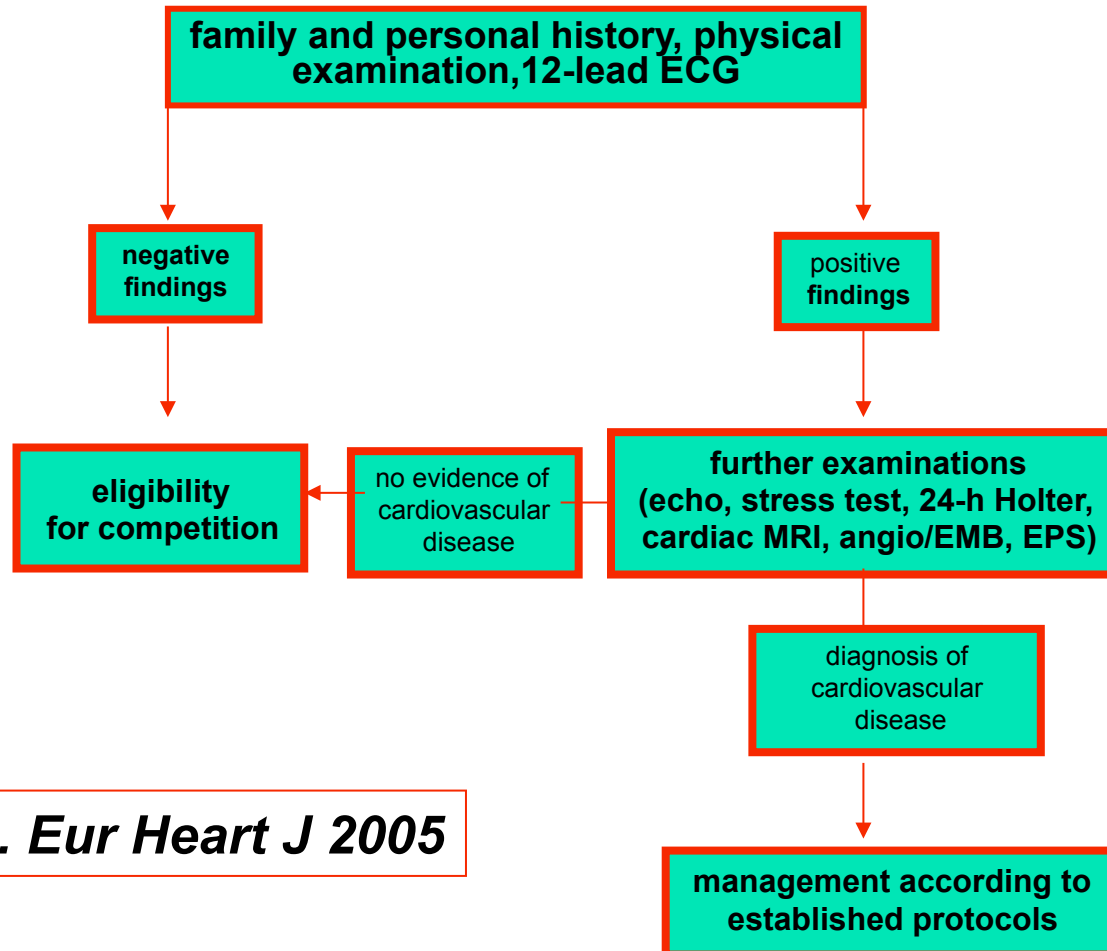 family and personal history, physical
examination,12-lead ECG
negative
findings
positive
findings
eligibility
for competition
no evidence of
cardiovascular
disease
further examinations
(echo, stress test, 24-h Holter,
cardiac MRI, angio/EMB, EPS)
diagnosis of
cardiovascular
disease
. Eur Heart J 2005
management according to
established protocols